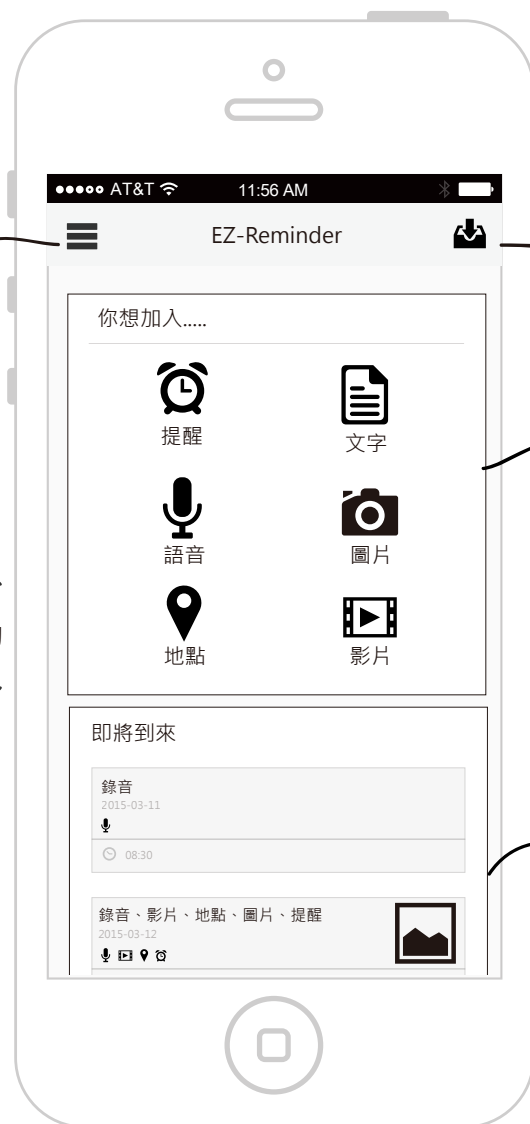 AT&T 11:56 AM
EZ-Reminder
你想加入.....
提醒 文字
語音 圖片
地點 影片
即將到來
錄音
2015-03-11
08:30
錄音、影片、地點、圖片、提醒
2015-03-12